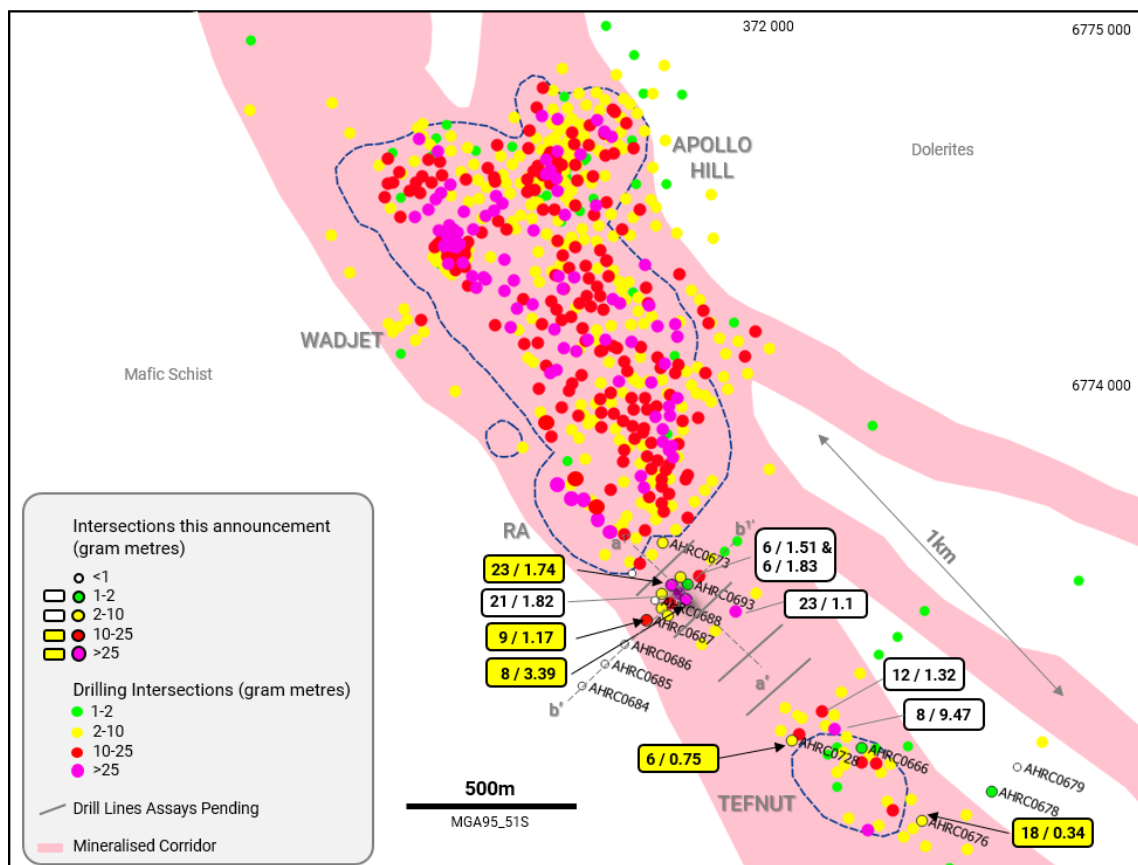 372 000
6775 000
APOLLO
HILL
Dolerites
WADJET
Mafic Schist
6774 000
1km
RA
a'
b''
AHRC0673
6 / 1.51 &
6 / 1.83
23 / 1.74
AHRC0693
21 / 1.82
AHRC0688
23 / 1.1
9 / 1.17
AHRC0687
8 / 3.39
AHRC0686
AHRC0685
AHRC0684
b'
a'
12 / 1.32
8 / 9.47
6 / 0.75
AHRC0728
AHRC0666
AHRC0679
AHRC0678
TEFNUT
AHRC0676
18 / 0.34
500m
MGA95_51S
Intersections this announcement
(gram metres)
<1
1-2
2-10
10-25
>25
Drilling Intersections (gram metres)
1-2
2-10
10-25
>25
Drill Lines Assays Pending
Mineralised Corridor